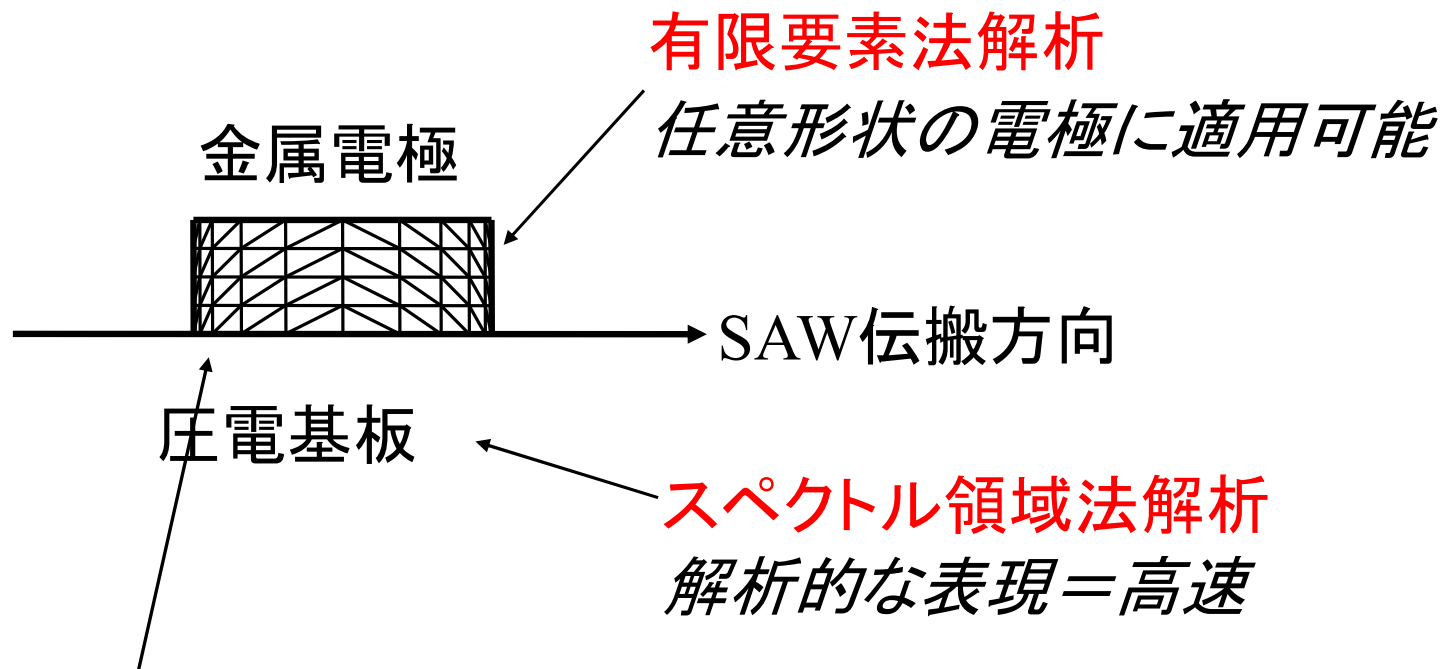 有限要素法解析
任意形状の電極に適用可能
金属電極
SAW伝搬方向
圧電基板
スペクトル領域法解析
解析的な表現＝高速